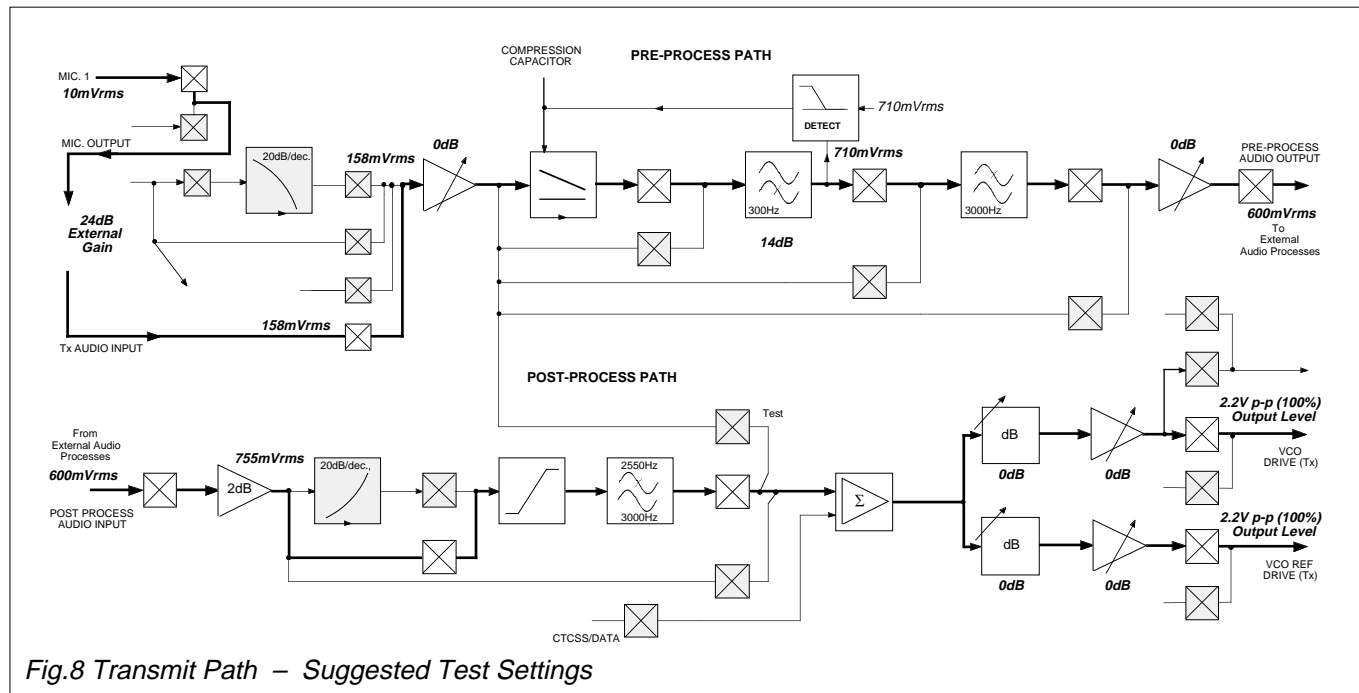 COMPRESSION
CAPACITOR
PRE-PROCESS PATH
MIC. 1
10mVrms
MIC. OUTPUT
20dB/dec.
158mVrms
0dB
710mVrms
DETECT
710mVrms
0dB
PRE-PROCESS
AUDIO OUTPUT
300Hz
3000Hz
600mVrms
To
External
Audio Processes
24dB
External
Gain
14dB
158mVrms
Tx AUDIO INPUT
POST-PROCESS PATH
Test
From
External Audio
Processes
600mVrms
POST PROCESS
AUDIO INPUT
755mVrms
2dB
20dB/dec.,
2550Hz
3000Hz
Σ
dB
0dB
0dB
2.2V p-p (100%)
Output Level
VCO
DRIVE (Tx)
dB
0dB
0dB
2.2V p-p (100%)
Output Level
VCO REF
DRIVE (Tx)
CTCSS/DATA
Fig.8 Transmit Path – Suggested Test Settings